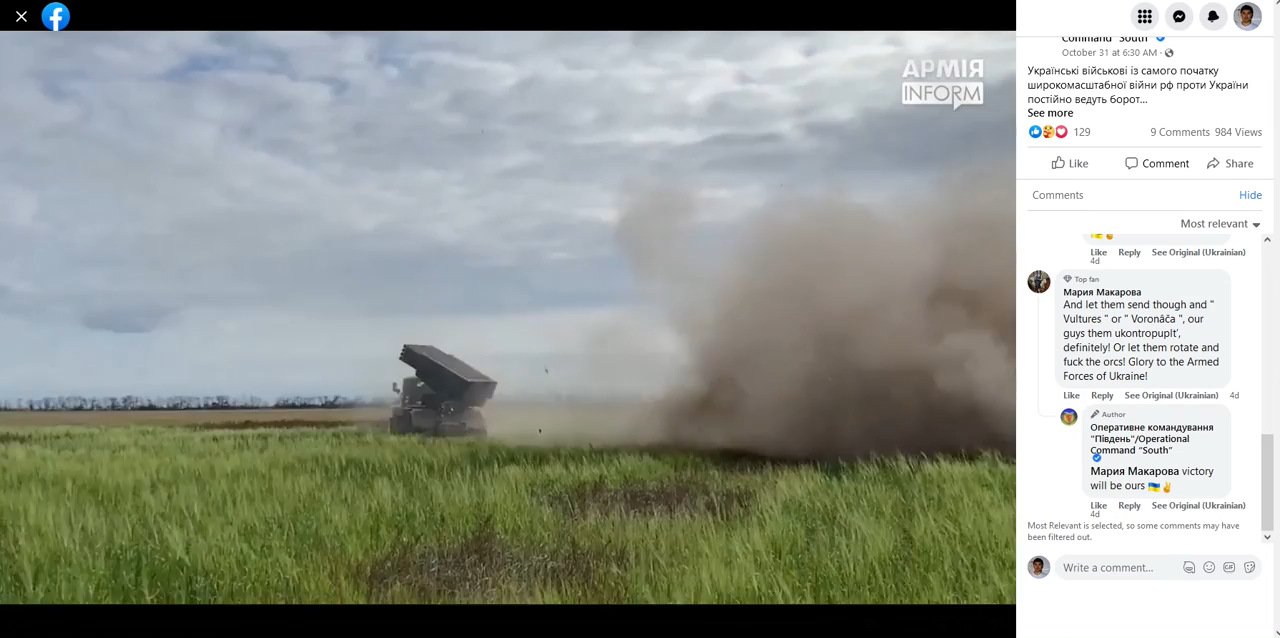 АРМІЯ
INFORM
Command "South"
October 31 at 6:30 AM ·
Українські військові із самого початку
широкомасштабної війни рф проти України
постійно ведуть борот...
See more
129
9 Comments 984 Views
Like
Comment
Share
Comments
Hide
Most relevant
Like Reply See Original (Ukrainian)
4d
Top fan
Мария Макарова
And let them send though and "
Vultures " or " Voronâča ", our
guys them ukontropupìt',
definitely! Or let them rotate and
fuck the orcs! Glory to the Armed
Forces of Ukraine!
Like Reply See Original (Ukrainian) 4d
Author
Оперативне командування
"Південь"/Operational
Command "South"
Мария Макарова victory
will be ours 🇺🇦✌
Like Reply See Original (Ukrainian)
4d
Most Relevant is selected, so some comments may have
been filtered out.
Write a comment...
GIF